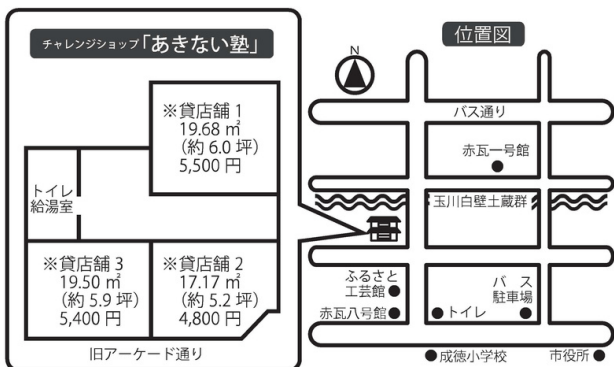 チャレンジショップ「あきない塾」
※貸店舗 1
19.68 ㎡
(約 6.0 坪)
5,500 円
トイレ
給湯室
※貸店舗 3
19.50 ㎡
(約 5.9 坪)
5,400 円
※貸店舗 2
17.17 ㎡
(約 5.2 坪)
4,800 円
旧アーケード通り
位置図
N
バス通り
赤瓦一号館
玉川白壁土蔵群
ふるさと
工芸館
赤瓦八号館
トイレ
バス
駐車場
成徳小学校
市役所